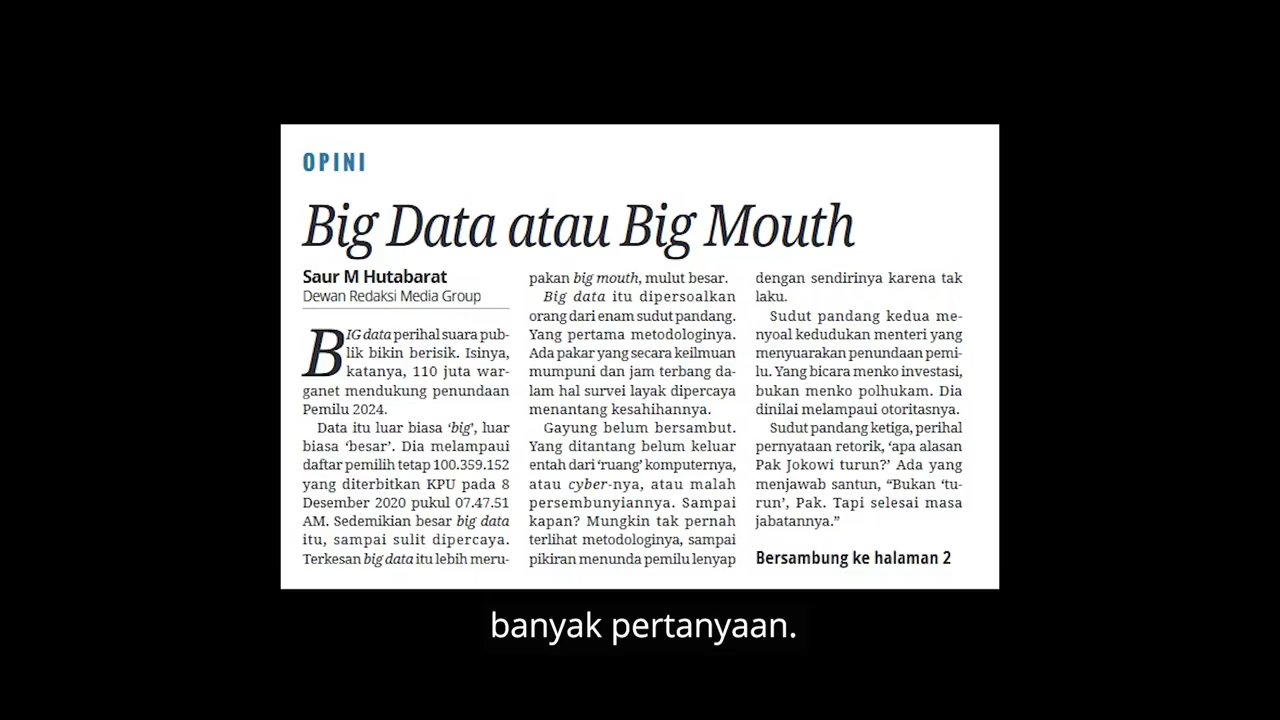 OPINI
Big Data atau Big Mouth
Saur M Hutabarat
Dewan Redaksi Media Group
BIG data perihal suara pub-
lik bikin berisik. Isinya,
katanya, 110 juta war-
ganet mendukung penundaan
Pemilu 2024.
Data itu luar biasa ‘big’, luar
biasa ‘besar’. Dia melampaui
daftar pemilih tetap 100.359.152
yang diterbitkan KPU pada 8
Desember 2020 pukul 07.47.51
AM. Sedemikian besar big data
itu, sampai sulit dipercaya.
Terkesan big data itu lebih meru-
pakan big mouth, mulut besar.
Big data itu dipersoalkan
orang dari enam sudut pandang.
Yang pertama metodologinya.
Ada pakar yang secara keilmuan
mumpuni dan jam terbang da-
lam hal survei layak dipercaya
menantang kesahihannya.
Gayung belum bersambut.
Yang ditantang belum keluar
entah dari ‘ruang’ komputernya,
atau cyber-nya, atau malah
persembunyiannya. Sampai
kapan? Mungkin tak pernah
terlihat metodologinya, sampai
pikiran menunda pemilu lenyap
dengan sendirinya karena tak
laku.
Sudut pandang kedua me-
nyoal kedudukan menteri yang
menyuarakan penundaan pemi-
lu. Yang bicara menko investasi,
bukan menko polhukam. Dia
dinilai melampaui otoritasnya.
Sudut pandang ketiga, perihal
pernyataan retorik, ‘apa alasan
Pak Jokowi turun?’ Ada yang
menjawab santun, “Bukan ‘tu-
run’, Pak. Tapi selesai masa
jabatannya.”
Bersambung ke halaman 2
banyak pertanyaan.